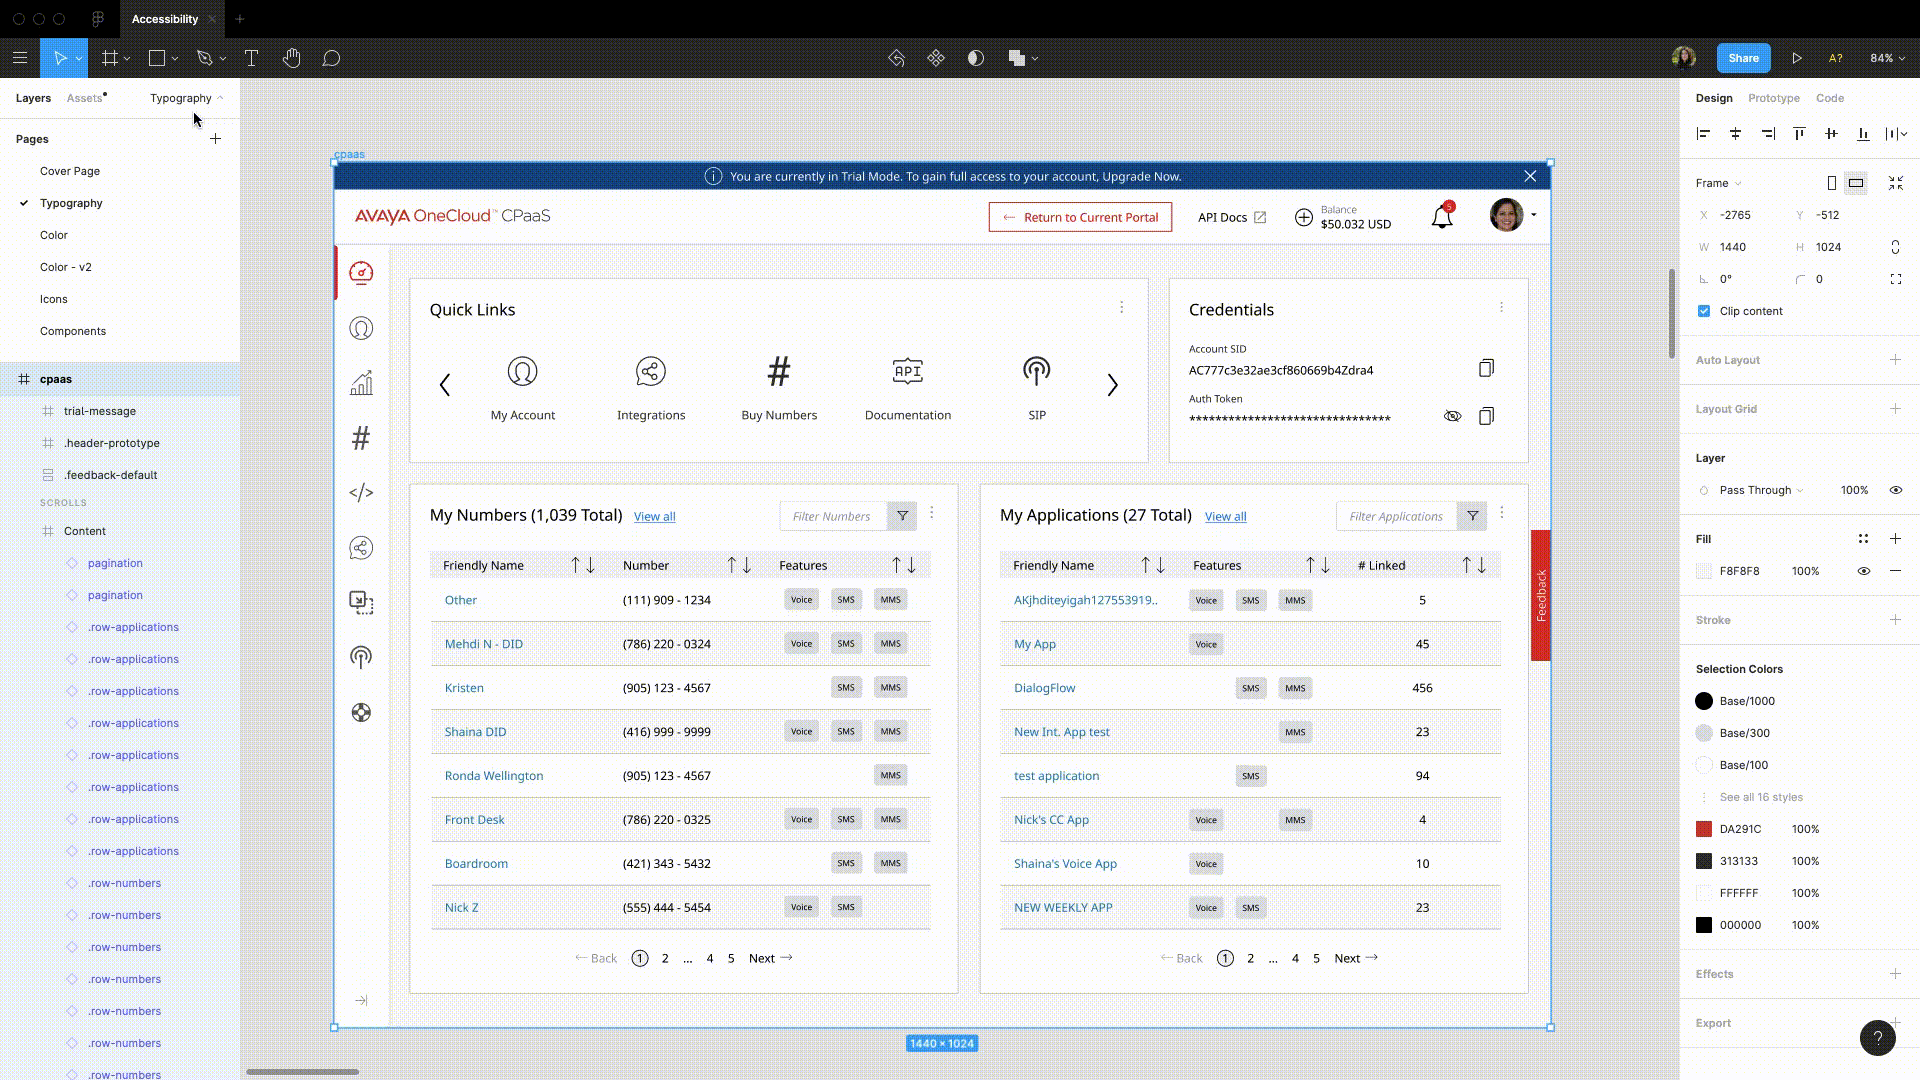 Accessibility
Share
A?
84%
Layers
Assets
Typography
Pages
Cover Page
Typography
Color
Color - v2
Icons
Components
cpaas
trial-message
.header-prototype
.feedback-default
SCROLLS
Content
pagination
pagination
.row-applications
.row-applications
.row-applications
.row-applications
.row-applications
.row-applications
.row-applications
.row-applications
.row-numbers
.row-numbers
.row-numbers
.row-numbers
.row-numbers
.row-numbers
.row-numbers
cpaas
You are currently in Trial Mode. To gain full access to your account, Upgrade Now.
AVAYA OneCloud™ CPaaS
Return to Current Portal
API Docs
Balance
$50.032 USD
5
Quick Links
My Account
Integrations
Buy Numbers
API
Documentation
SIP
Credentials
Account SID
AC777c3e32ae3cf860669b4Zdra4
Auth Token
******************************
My Numbers (1,039 Total) View all Filter Numbers
Friendly Name Number Features
Other (111) 909 - 1234 Voice SMS MMS
Mehdi N - DID (786) 220 - 0324 Voice SMS MMS
Kristen (905) 123 - 4567 SMS MMS
Shaina DID (416) 999 - 9999 Voice SMS MMS
Ronda Wellington (905) 123 - 4567 MMS
Front Desk (786) 220 - 0325 Voice SMS MMS
Boardroom (421) 343 - 5432 SMS MMS
Nick Z (555) 444 - 5454 Voice SMS
Back 1 2 ... 4 5 Next
My Applications (27 Total) View all Filter Applications
Friendly Name Features # Linked
AKjhditeyigah127553919.. Voice SMS MMS 5
My App Voice 45
DialogFlow SMS MMS 456
New Int. App test MMS 23
test application SMS 94
Nick's CC App Voice MMS 4
Shaina's Voice App Voice 10
NEW WEEKLY APP Voice SMS 23
Back 1 2 ... 4 5 Next
Feedback
1440 × 1024
Design Prototype Code
Frame
X -2765 Y -512
W 1440 H 1024
0° 0
Clip content
Auto Layout
Layout Grid
Layer
Pass Through 100%
Fill
F8F8F8 100%
Stroke
Selection Colors
Base/1000
Base/300
Base/100
See all 16 styles
DA291C 100%
313133 100%
FFFFFF 100%
000000 100%
Effects
Export
?